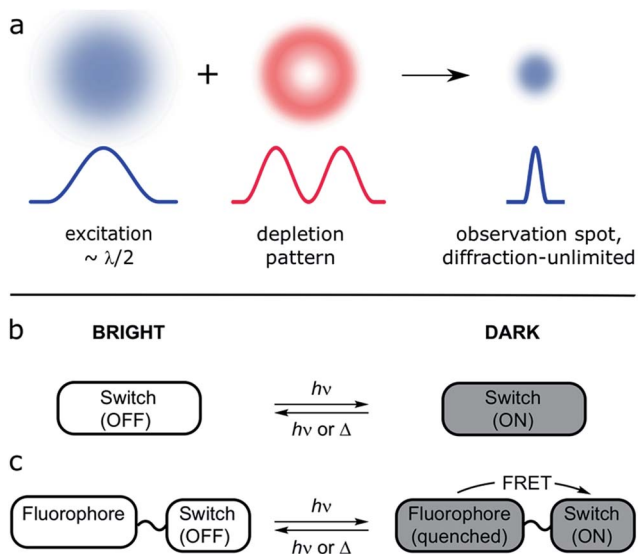 a
+
excitation
~ λ/2
depletion
pattern
observation spot,
diffraction-unlimited
b
BRIGHT
DARK
Switch
(OFF)
hν
hν or Δ
Switch
(ON)
c
Fluorophore
Switch
(OFF)
hν
hν or Δ
FRET
Fluorophore
(quenched)
Switch
(ON)